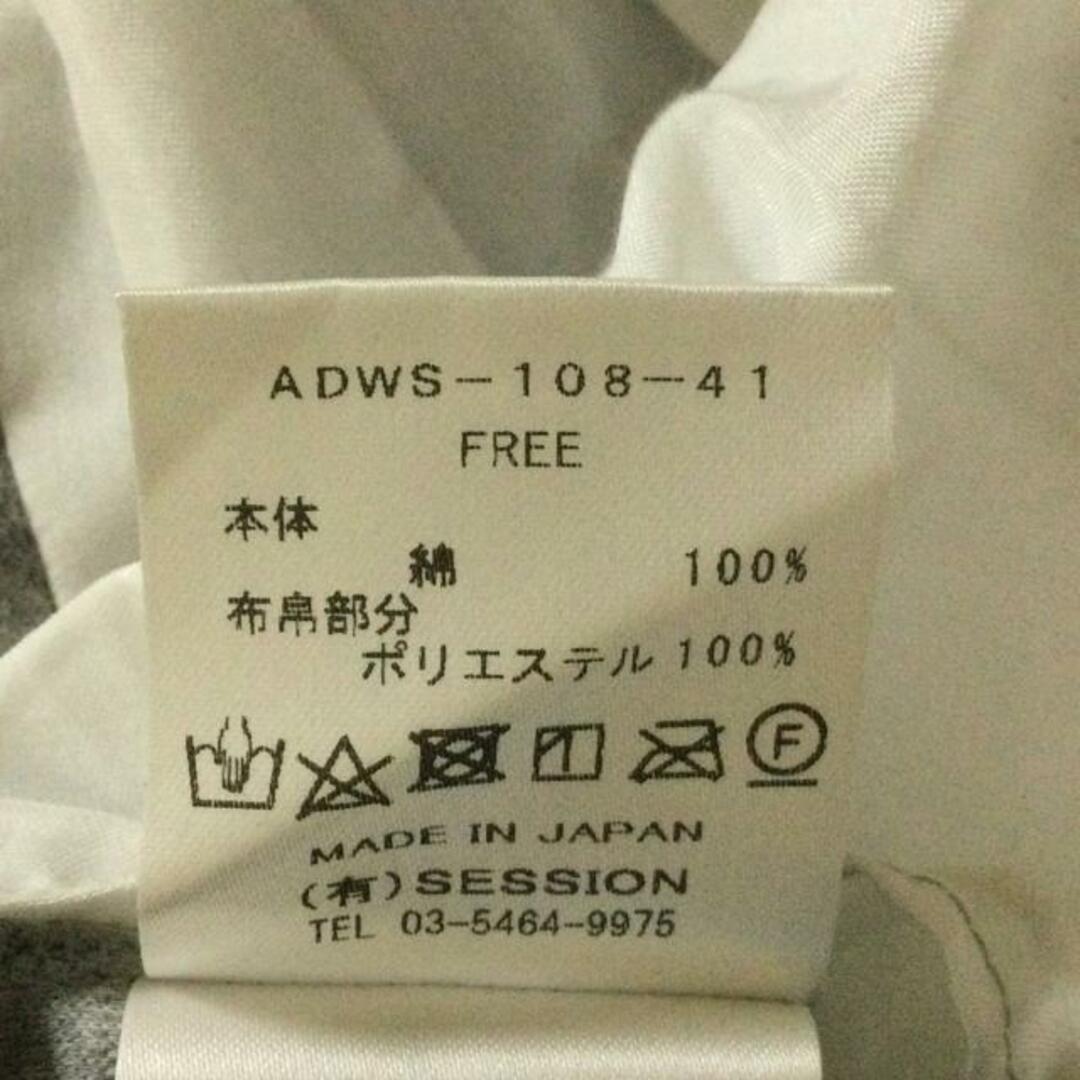 ADWS-108-41
FREE
本体
綿 100%
布帛部分
ポリエステル 100%
F
MADE IN JAPAN
(有)SESSION
TEL 03-5464-9975